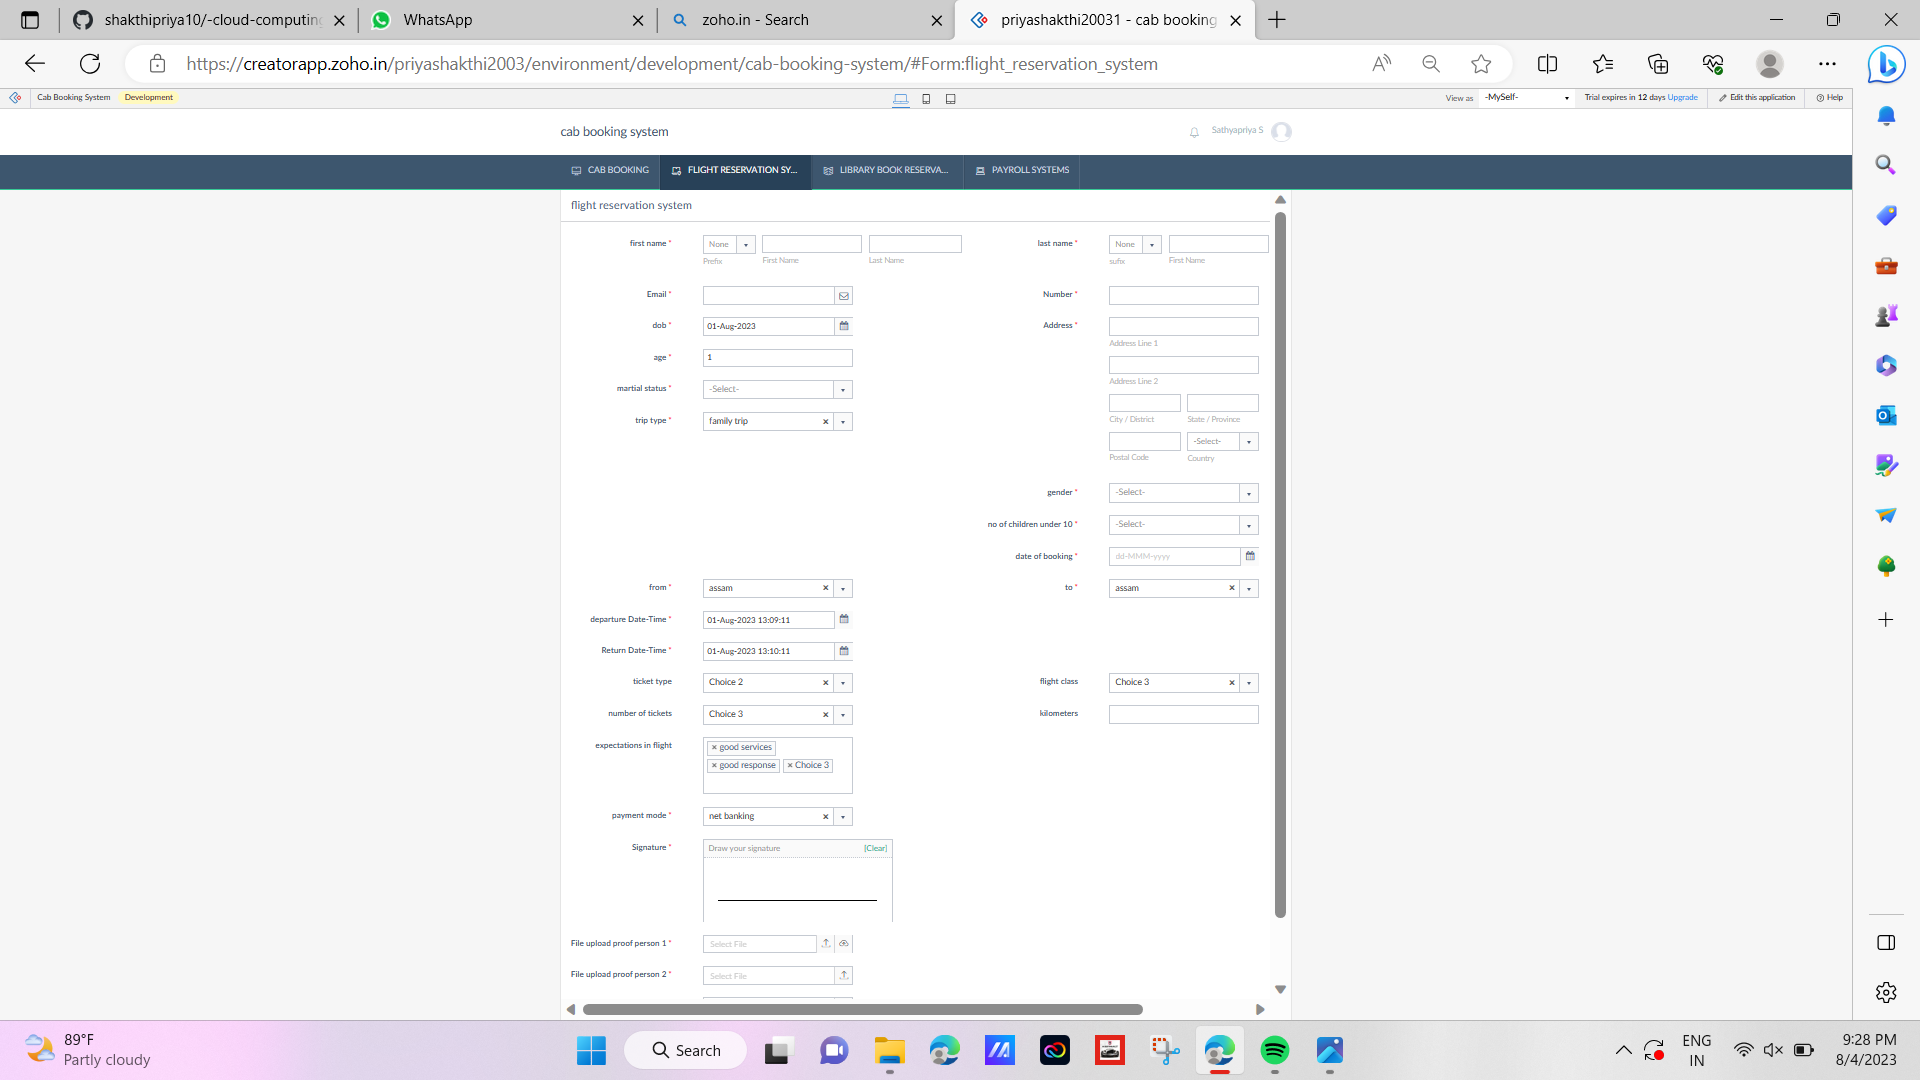 shakthipriya10/-cloud-computing
WhatsApp
zoho.in - Search
priyashakthi20031 - cab booking
https://creatorapp.zoho.in/priyashakthi2003/environment/development/cab-booking-system/#Form:flight_reservation_system
Cab Booking System Development
View as -MySelf- Trial expires in 12 days Upgrade Edit this application Help
cab booking system
Sathyapriya S
CAB BOOKING FLIGHT RESERVATION SY... LIBRARY BOOK RESERVA... PAYROLL SYSTEMS
flight reservation system
first name * None last name * None
Prefix First Name Last Name sufix First Name
Email * Number *
dob * 01-Aug-2023 Address *
Address Line 1
age * 1
Address Line 2
martial status * -Select-
City / District State / Province
trip type * family trip × -Select-
Postal Code Country
gender * -Select-
no of children under 10 * -Select-
date of booking * dd-MMM-yyyy
from * assam × to * assam ×
departure Date-Time * 01-Aug-2023 13:09:11
Return Date-Time * 01-Aug-2023 13:10:11
ticket type Choice 2 × flight class Choice 3 ×
number of tickets Choice 3 × kilometers
expectations in flight × good services
× good response × Choice 3
payment mode * net banking ×
Signature * Draw your signature [Clear]
File upload proof person 1 * Select File
File upload proof person 2 * Select File
89°F
Partly cloudy
Search
ENG
IN
9:28 PM
8/4/2023